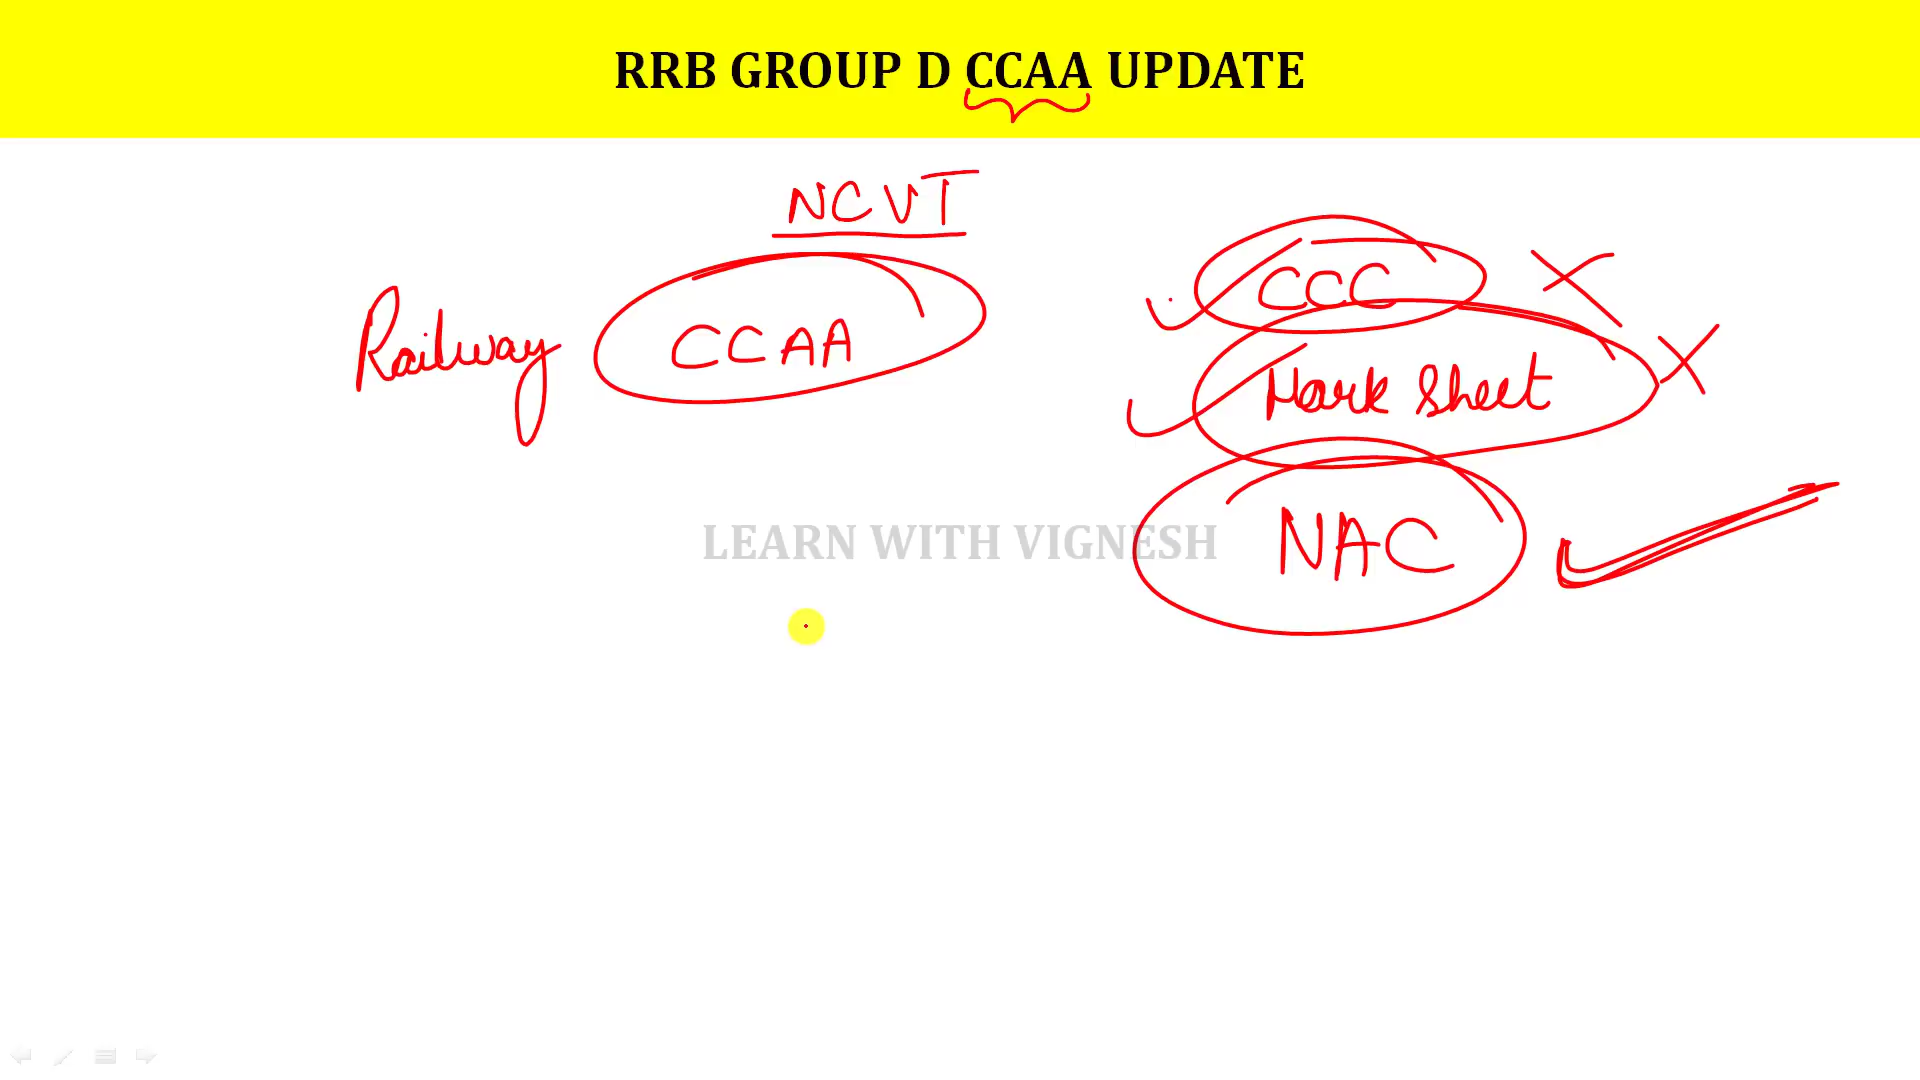 RRB GROUP D CCAA UPDATE
NCVT
Railway CCAA
CCC
Mark Sheet
NAC
LEARN WITH VIGNESH